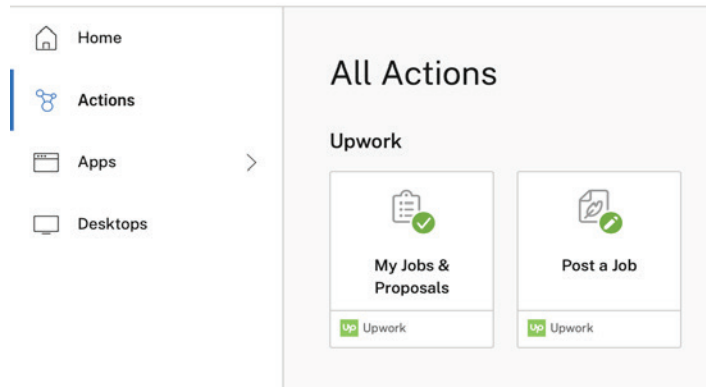 Home
Actions
Apps
Desktops
All Actions
Upwork
My Jobs &
Proposals
Up Upwork
Post a Job
Up Upwork